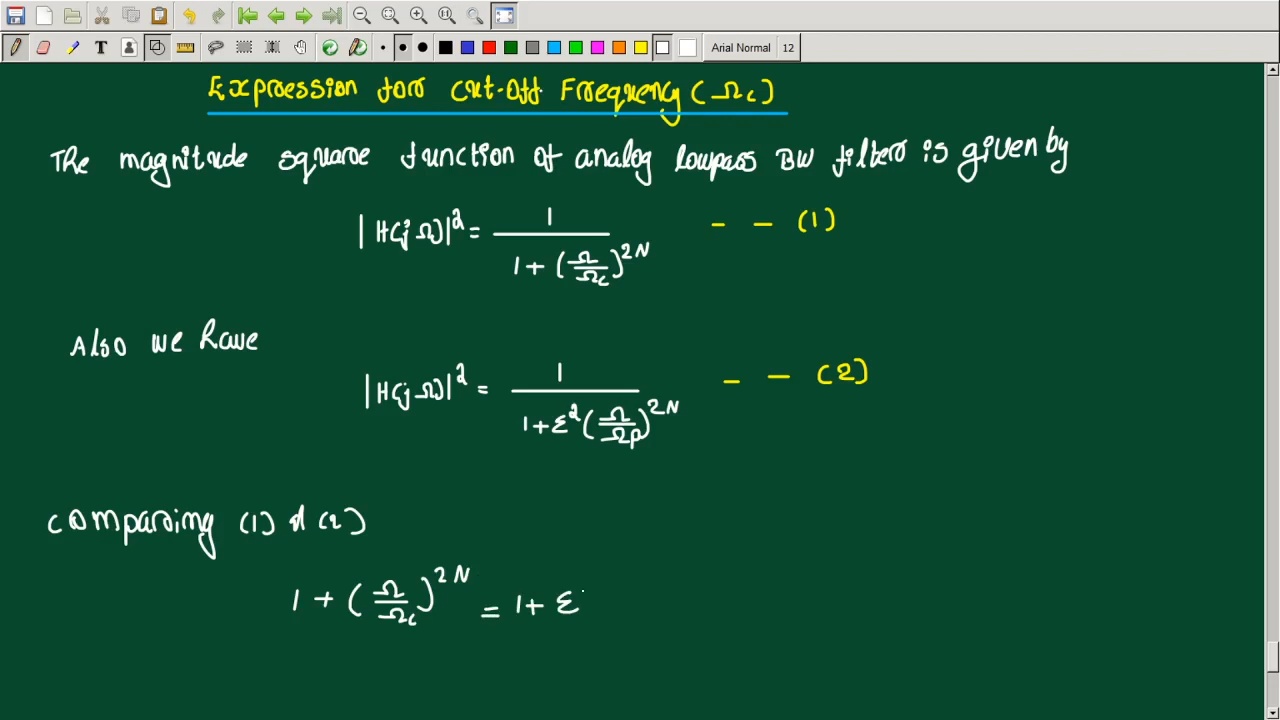 Arial Normal 12
Expression for Cut-Off Frequency (Ωc)
The magnitude square function of analog lowpass BW filter is given by
|H(jΩ)|² = 1 / (1 + (Ω/Ωc)^2N) - - (1)
Also we have
|H(jΩ)|² = 1 / (1 + ε² (Ω/Ωp)^2N) - - (2)
Comparing (1) & (2)
1 + (Ω/Ωc)^2N = 1 + ε